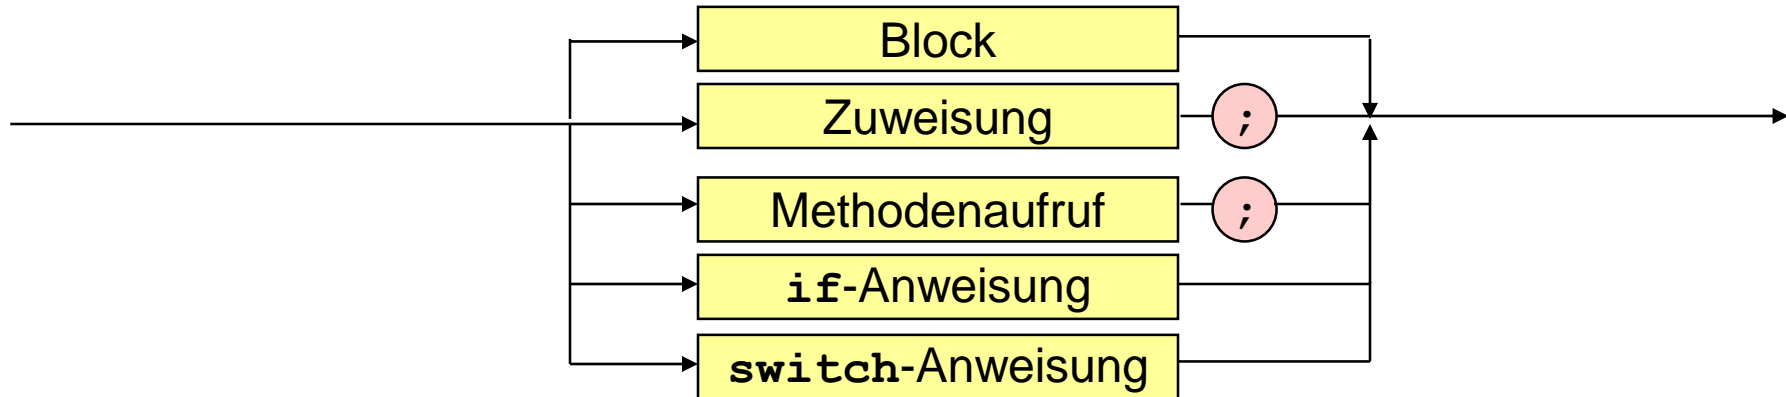 Block
Zuweisung ;
Methodenaufruf ;
if-Anweisung
switch-Anweisung